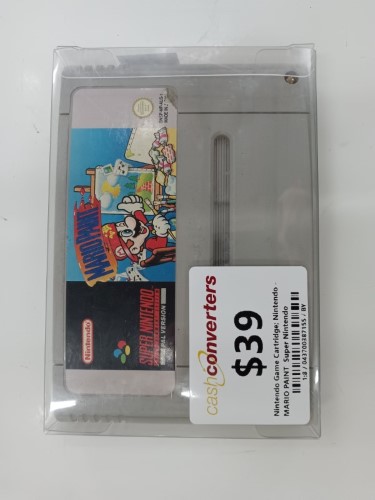 MARIO PAINT
Nintendo
SUPER NINTENDO
PAL VERSION
cash converters
$39
Nintendo Game Cartridge; Nintendo -
MARIO PAINT Super Nintendo